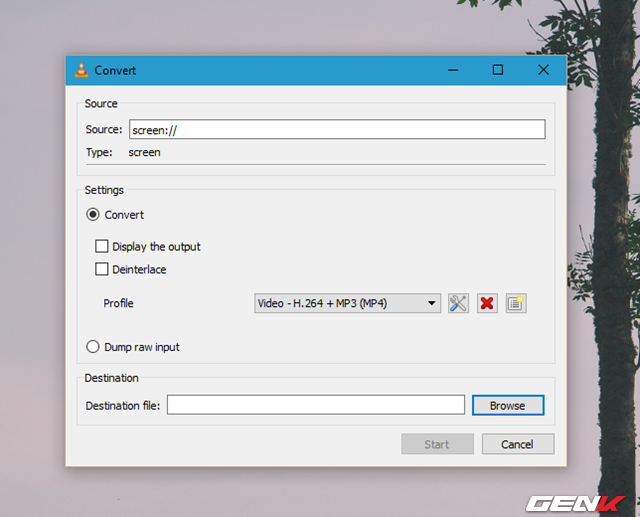 Convert
Source
Source: screen://
Type: screen
Settings
Convert
Display the output
Deinterlace
Profile Video - H.264 + MP3 (MP4)
Dump raw input
Destination
Destination file: Browse
Start Cancel
GENK